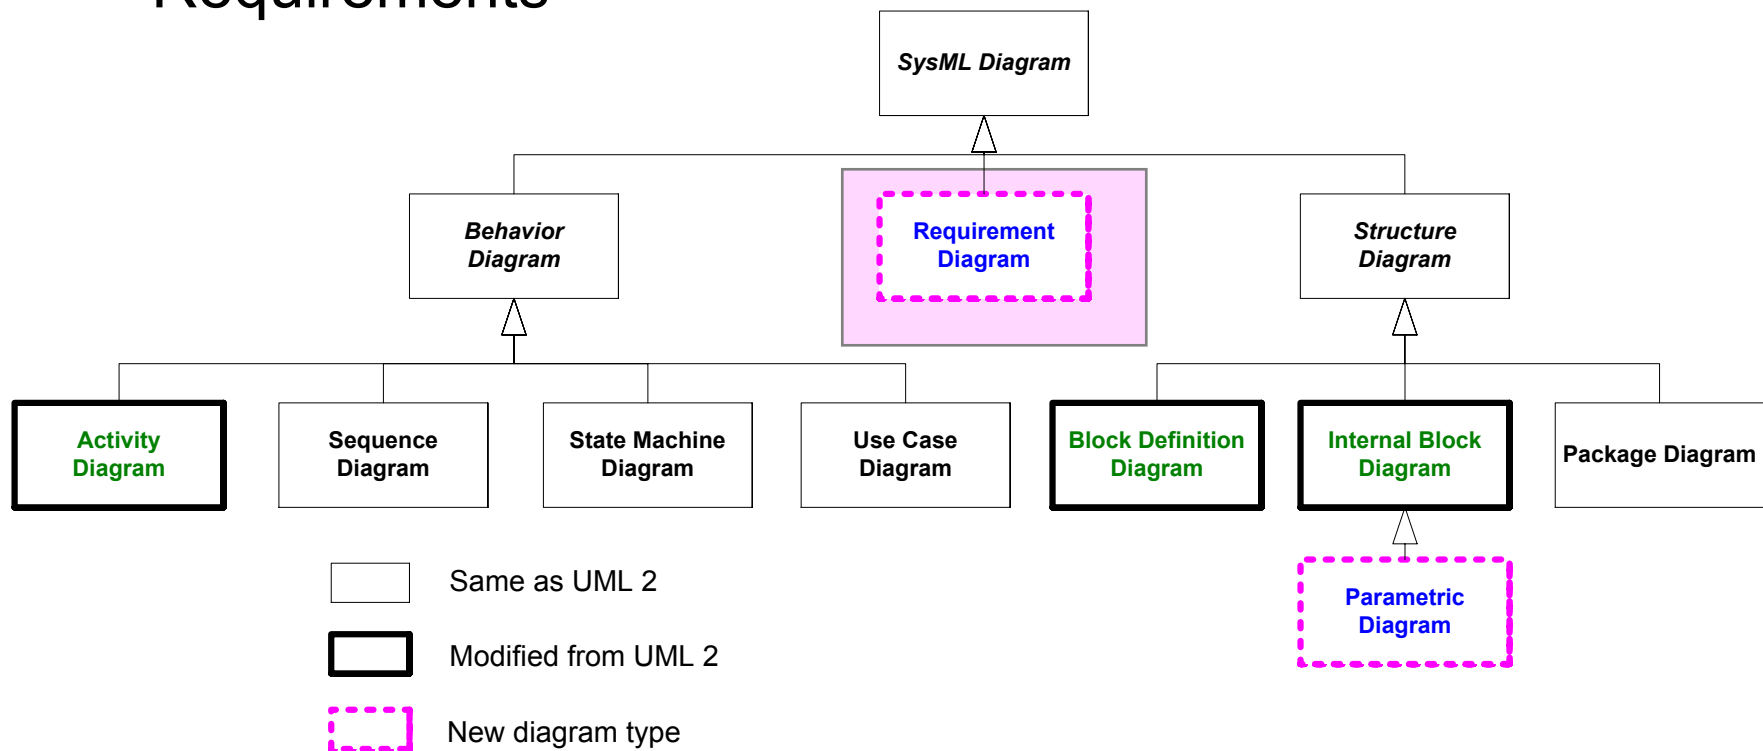 Requirements
SysML Diagram
Behavior
Diagram
Requirement
Diagram
Structure
Diagram
Activity
Diagram
Sequence
Diagram
State Machine
Diagram
Use Case
Diagram
Block Definition
Diagram
Internal Block
Diagram
Package Diagram
Parametric
Diagram
Same as UML 2
Modified from UML 2
New diagram type